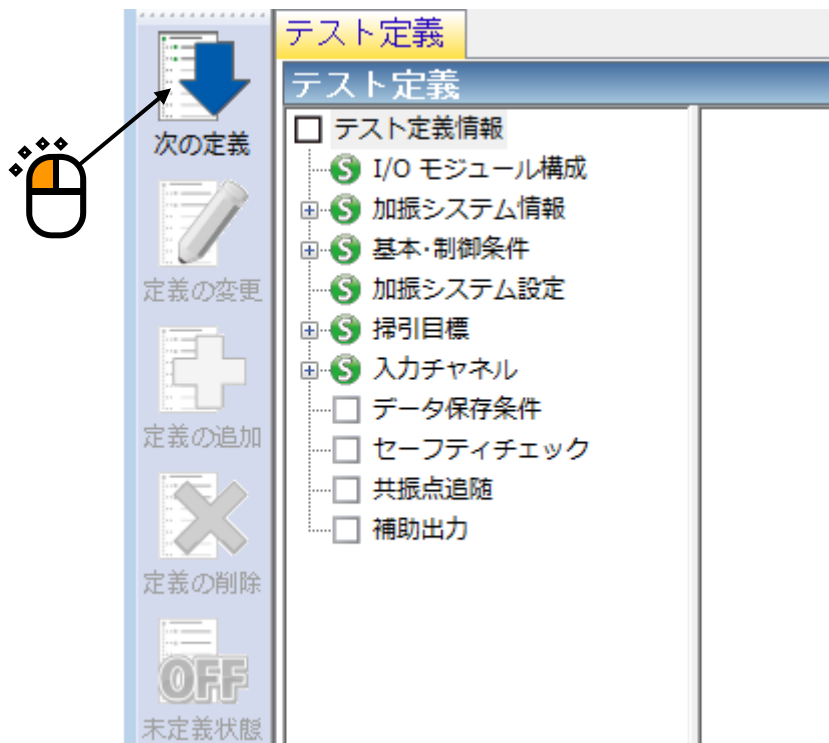 テスト定義
テスト定義
次の定義
定義の変更
定義の追加
定義の削除
OFF
未定義状態
テスト定義情報
S I/O モジュール構成
S 加振システム情報
S 基本・制御条件
S 加振システム設定
S 掃引目標
S 入力チャネル
データ保存条件
セーフティチェック
共振点追随
補助出力